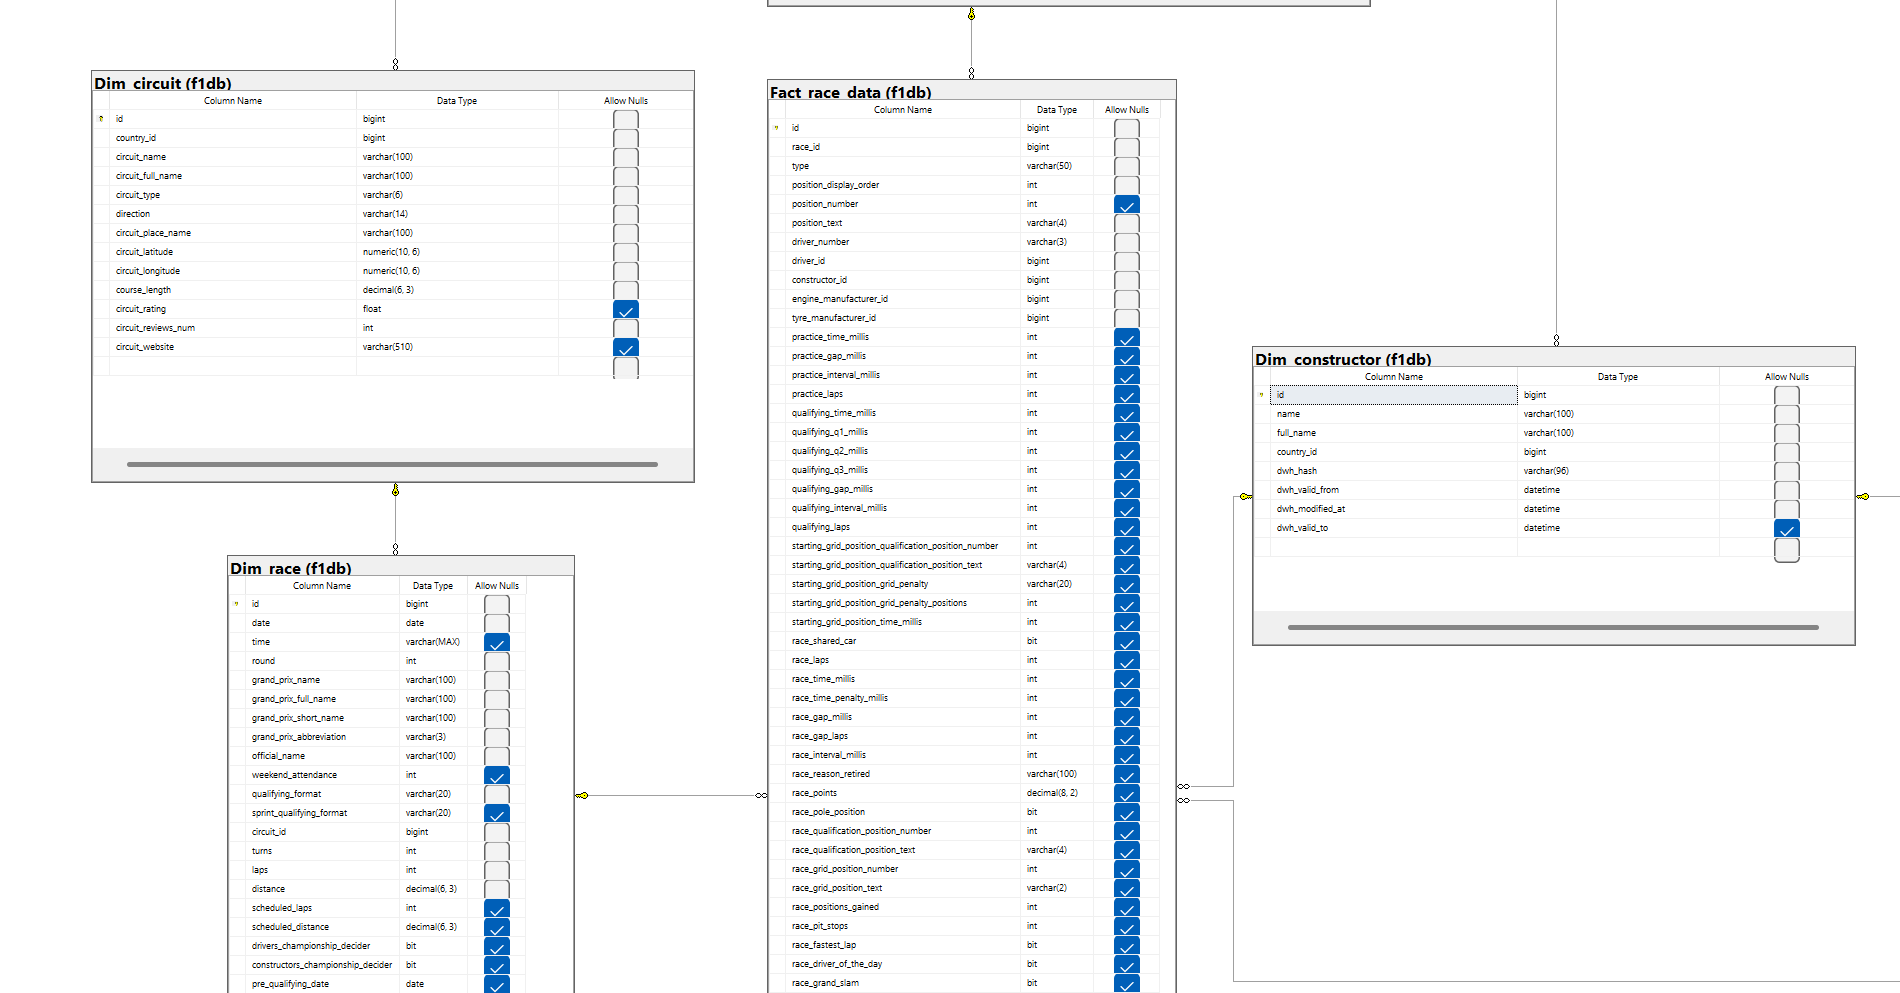 Dim_circuit (f1db)
Column Name Data Type Allow Nulls
id bigint
country_id bigint
circuit_name varchar(100)
circuit_full_name varchar(100)
circuit_type varchar(6)
direction varchar(14)
circuit_place_name varchar(100)
circuit_latitude numeric(10, 6)
circuit_longitude numeric(10, 6)
course_length decimal(6, 3)
circuit_rating float
circuit_reviews_num int
circuit_website varchar(510)
Dim_race (f1db)
Column Name Data Type Allow Nulls
id bigint
date date
time varchar(MAX)
round int
grand_prix_name varchar(100)
grand_prix_full_name varchar(100)
grand_prix_short_name varchar(100)
grand_prix_abbreviation varchar(3)
official_name varchar(100)
weekend_attendance int
qualifying_format varchar(20)
sprint_qualifying_format varchar(20)
circuit_id bigint
turns int
laps int
distance decimal(6, 3)
scheduled_laps int
scheduled_distance decimal(6, 3)
drivers_championship_decider bit
constructors_championship_decider bit
pre_qualifying_date date
Fact_race_data (f1db)
Column Name Data Type Allow Nulls
id bigint
race_id bigint
type varchar(50)
position_display_order int
position_number int
position_text varchar(4)
driver_number varchar(3)
driver_id bigint
constructor_id bigint
engine_manufacturer_id bigint
tyre_manufacturer_id bigint
practice_time_millis int
practice_gap_millis int
practice_interval_millis int
practice_laps int
qualifying_time_millis int
qualifying_q1_millis int
qualifying_q2_millis int
qualifying_q3_millis int
qualifying_gap_millis int
qualifying_interval_millis int
qualifying_laps int
starting_grid_position_qualification_position_number int
starting_grid_position_qualification_position_text varchar(4)
starting_grid_position_grid_penalty varchar(20)
starting_grid_position_grid_penalty_positions int
starting_grid_position_time_millis int
race_shared_car bit
race_laps int
race_time_millis int
race_time_penalty_millis int
race_gap_millis int
race_gap_laps int
race_interval_millis int
race_reason_retired varchar(100)
race_points decimal(8, 2)
race_pole_position bit
race_qualification_position_number int
race_qualification_position_text varchar(4)
race_grid_position_number int
race_grid_position_text varchar(2)
race_positions_gained int
race_pit_stops int
race_fastest_lap bit
race_driver_of_the_day bit
race_grand_slam bit
Dim_constructor (f1db)
Column Name Data Type Allow Nulls
id bigint
name varchar(100)
full_name varchar(100)
country_id bigint
dwh_hash varchar(96)
dwh_valid_from datetime
dwh_modified_at datetime
dwh_valid_to datetime